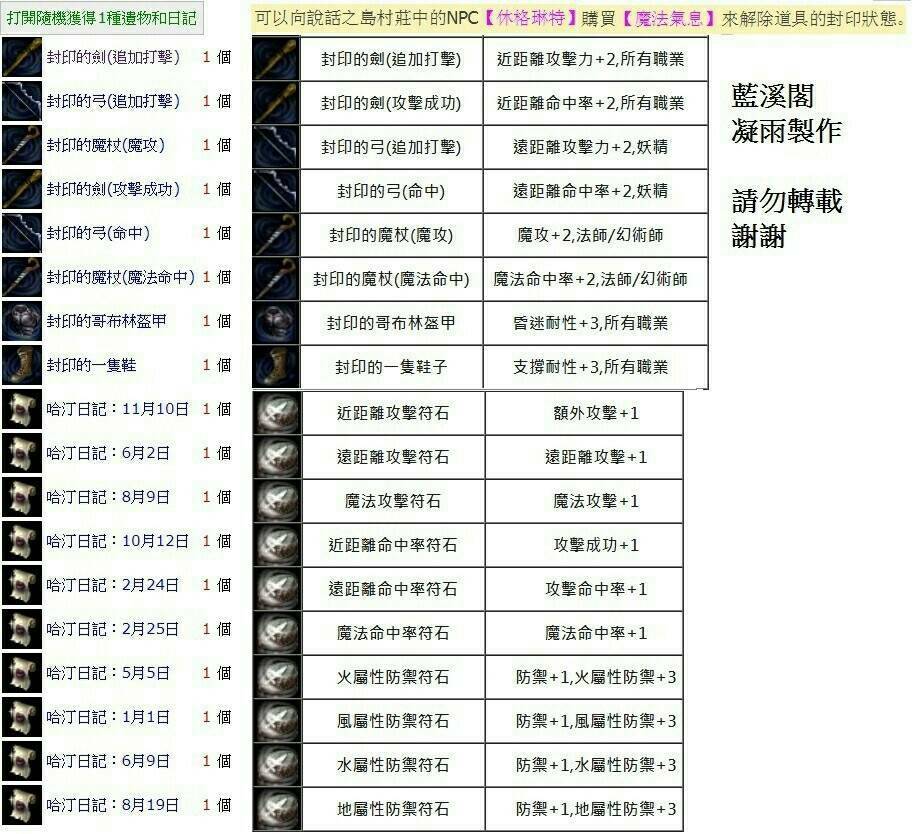 打開隨機獲得1種遺物和日記
封印的劍(追加打擊) 1 個
封印的弓(追加打擊) 1 個
封印的魔杖(魔攻) 1 個
封印的劍(攻擊成功) 1 個
封印的弓(命中) 1 個
封印的魔杖(魔法命中) 1 個
封印的哥布林盔甲 1 個
封印的一隻鞋 1 個
哈汀日記：11月10日 1 個
哈汀日記：6月2日 1 個
哈汀日記：8月9日 1 個
哈汀日記：10月12日 1 個
哈汀日記：2月24日 1 個
哈汀日記：2月25日 1 個
哈汀日記：5月5日 1 個
哈汀日記：1月1日 1 個
哈汀日記：6月9日 1 個
哈汀日記：8月19日 1 個
可以向說話之島村莊中的NPC【休格琳特】購買【魔法氣息】來解除道具的封印狀態。
封印的劍(追加打擊) 近距離攻擊力+2,所有職業
封印的劍(攻擊成功) 近距離命中率+2,所有職業
封印的弓(追加打擊) 遠距離攻擊力+2,妖精
封印的弓(命中) 遠距離命中率+2,妖精
封印的魔杖(魔攻) 魔攻+2,法師/幻術師
封印的魔杖(魔法命中) 魔法命中率+2,法師/幻術師
封印的哥布林盔甲 昏迷耐性+3,所有職業
封印的一隻鞋子 支撐耐性+3,所有職業
近距離攻擊符石 額外攻擊+1
遠距離攻擊符石 遠距離攻擊+1
魔法攻擊符石 魔法攻擊+1
近距離命中率符石 攻擊成功+1
遠距離命中率符石 攻擊命中率+1
魔法命中率符石 魔法命中率+1
火屬性防禦符石 防禦+1,火屬性防禦+3
風屬性防禦符石 防禦+1,風屬性防禦+3
水屬性防禦符石 防禦+1,水屬性防禦+3
地屬性防禦符石 防禦+1,地屬性防禦+3
藍溪閣
凝雨製作
請勿轉載
謝謝